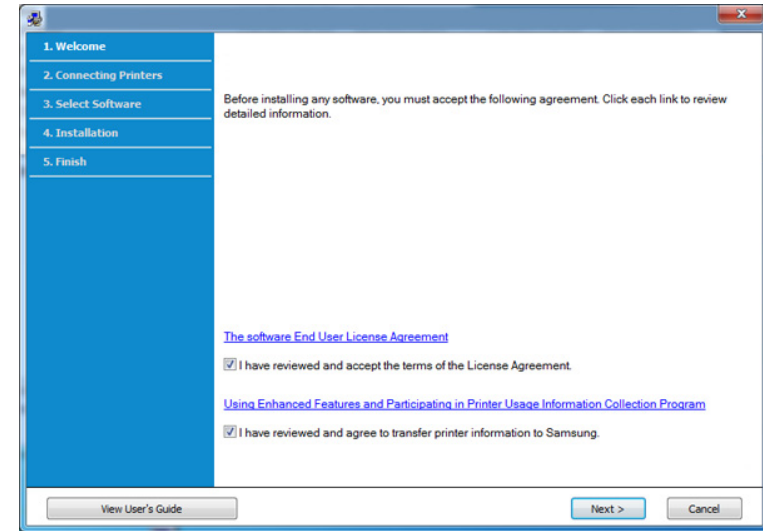 1. Welcome
2. Connecting Printers
3. Select Software
4. Installation
5. Finish
Before installing any software, you must accept the following agreement. Click each link to review
detailed information.
The software End User License Agreement
I have reviewed and accept the terms of the License Agreement.
Using Enhanced Features and Participating in Printer Usage Information Collection Program
I have reviewed and agree to transfer printer information to Samsung.
View User's Guide
Next >
Cancel